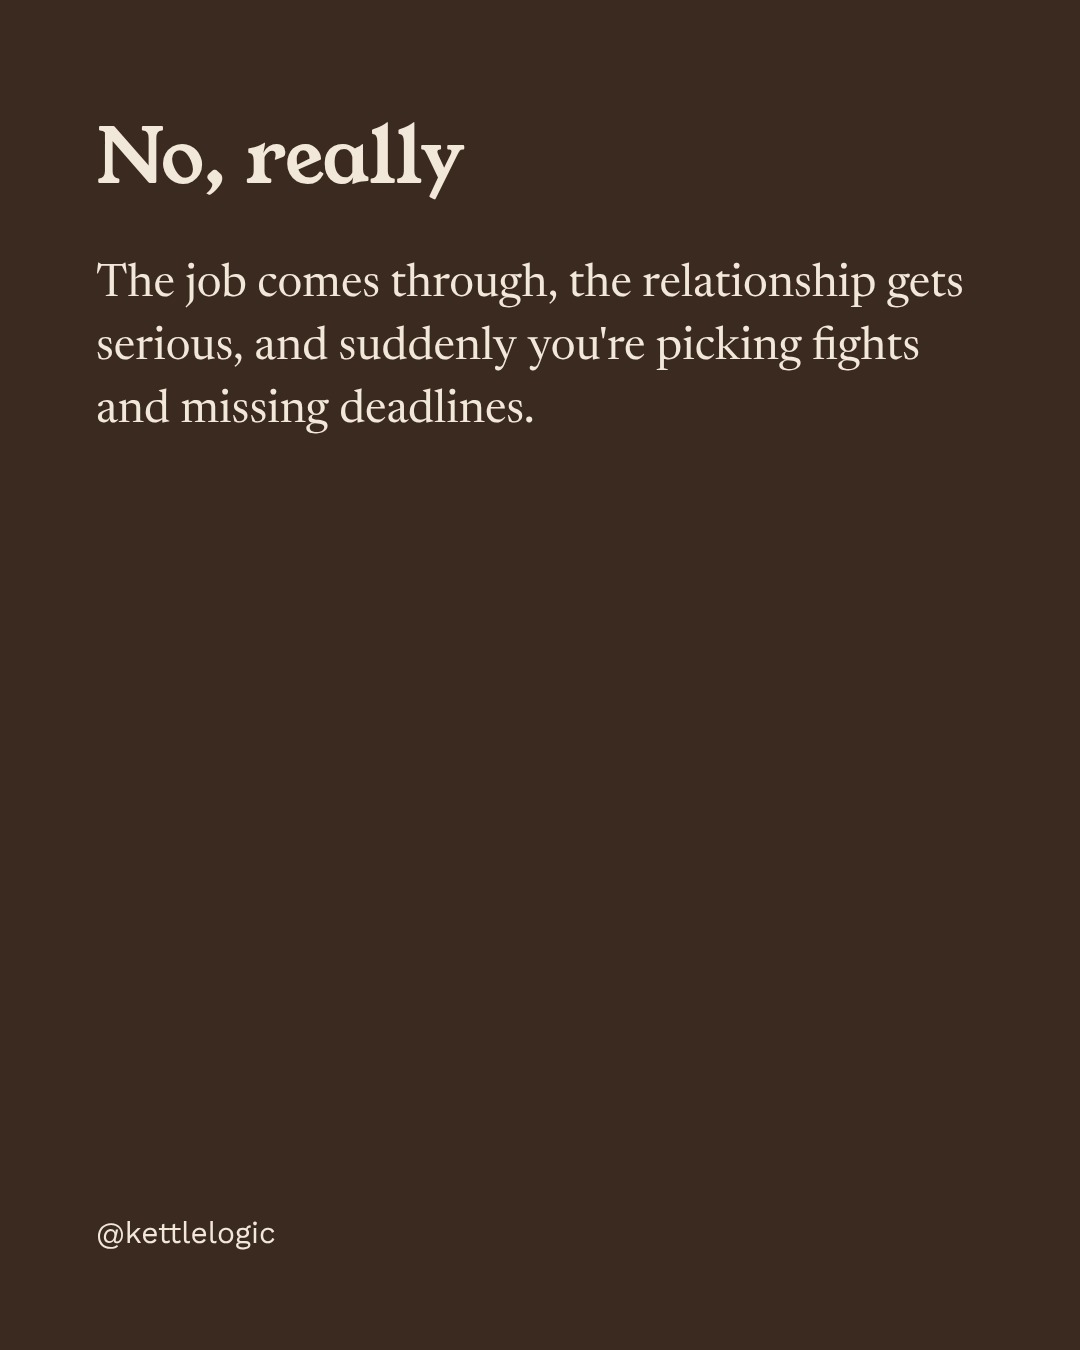 No, really
The job comes through, the relationship gets
serious, and suddenly you're picking fights
and missing deadlines.
@kettlelogic